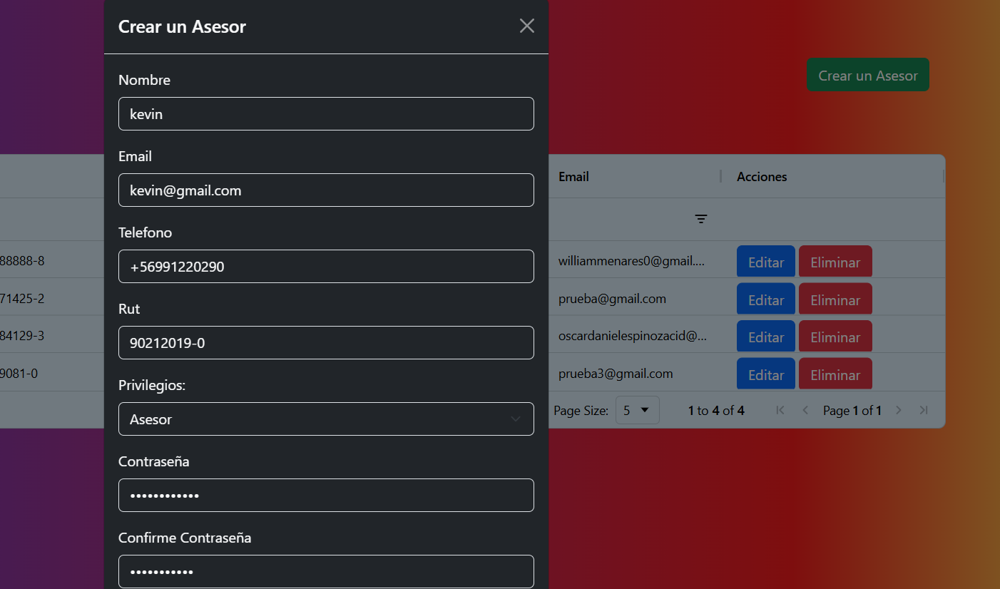 Crear un Asesor
Nombre
kevin
Email
kevin@gmail.com
Telefono
+56991220290
Rut
90212019-0
Privilegios:
Asesor
Contraseña
••••••••••••
Confirme Contraseña
•••••••••••
Crear un Asesor
Email Acciones
88888-8 williammenares0@gmail.... Editar Eliminar
71425-2 prueba@gmail.com Editar Eliminar
84129-3 oscardanielespinozacid@... Editar Eliminar
9081-0 prueba3@gmail.com Editar Eliminar
Page Size: 5 1 to 4 of 4 Page 1 of 1